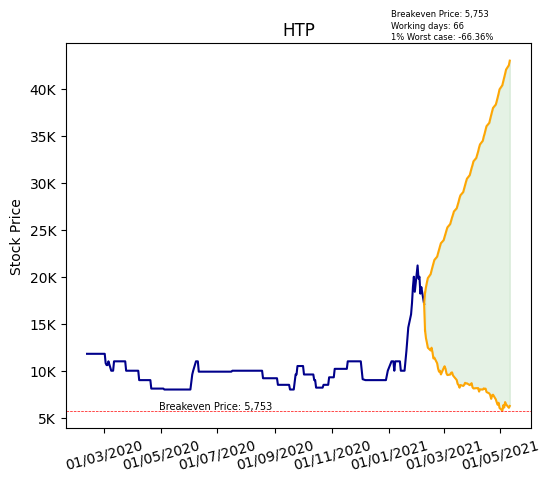 Breakeven Price: 5,753
Working days: 66
1% Worst case: -66.36%
HTP
Stock Price
40K
35K
30K
25K
20K
15K
10K
5K
Breakeven Price: 5,753
01/03/2020
01/05/2020
01/07/2020
01/09/2020
01/11/2020
01/01/2021
01/03/2021
01/05/2021